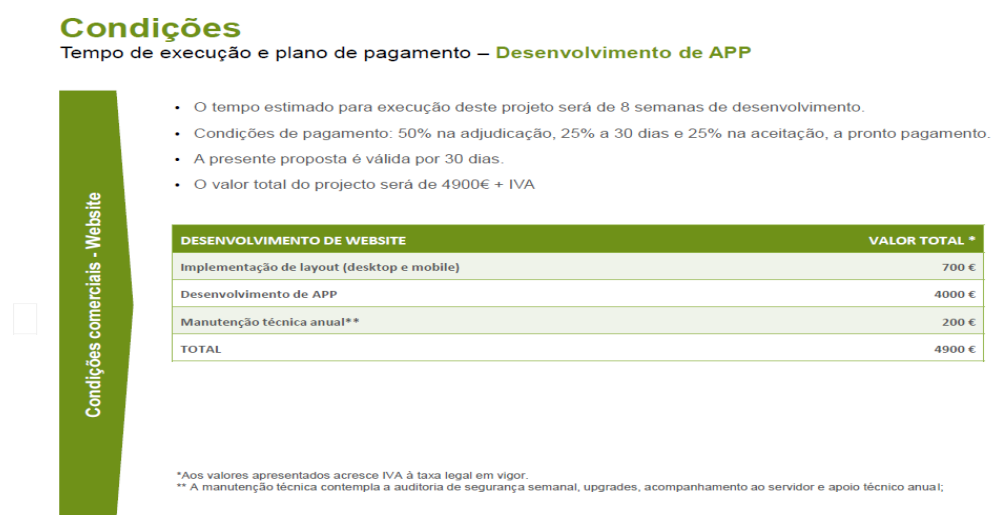 Condições
Tempo de execução e plano de pagamento – Desenvolvimento de APP
Condições comerciais - Website
• O tempo estimado para execução deste projeto será de 8 semanas de desenvolvimento.
• Condições de pagamento: 50% na adjudicação, 25% a 30 dias e 25% na aceitação, a pronto pagamento.
• A presente proposta é válida por 30 dias.
• O valor total do projecto será de 4900€ + IVA
DESENVOLVIMENTO DE WEBSITE VALOR TOTAL *
Implementação de layout (desktop e mobile) 700 €
Desenvolvimento de APP 4000 €
Manutenção técnica anual** 200 €
TOTAL 4900 €
*Aos valores apresentados acresce IVA à taxa legal em vigor.
** A manutenção técnica contempla a auditoria de segurança semanal, upgrades, acompanhamento ao servidor e apoio técnico anual;